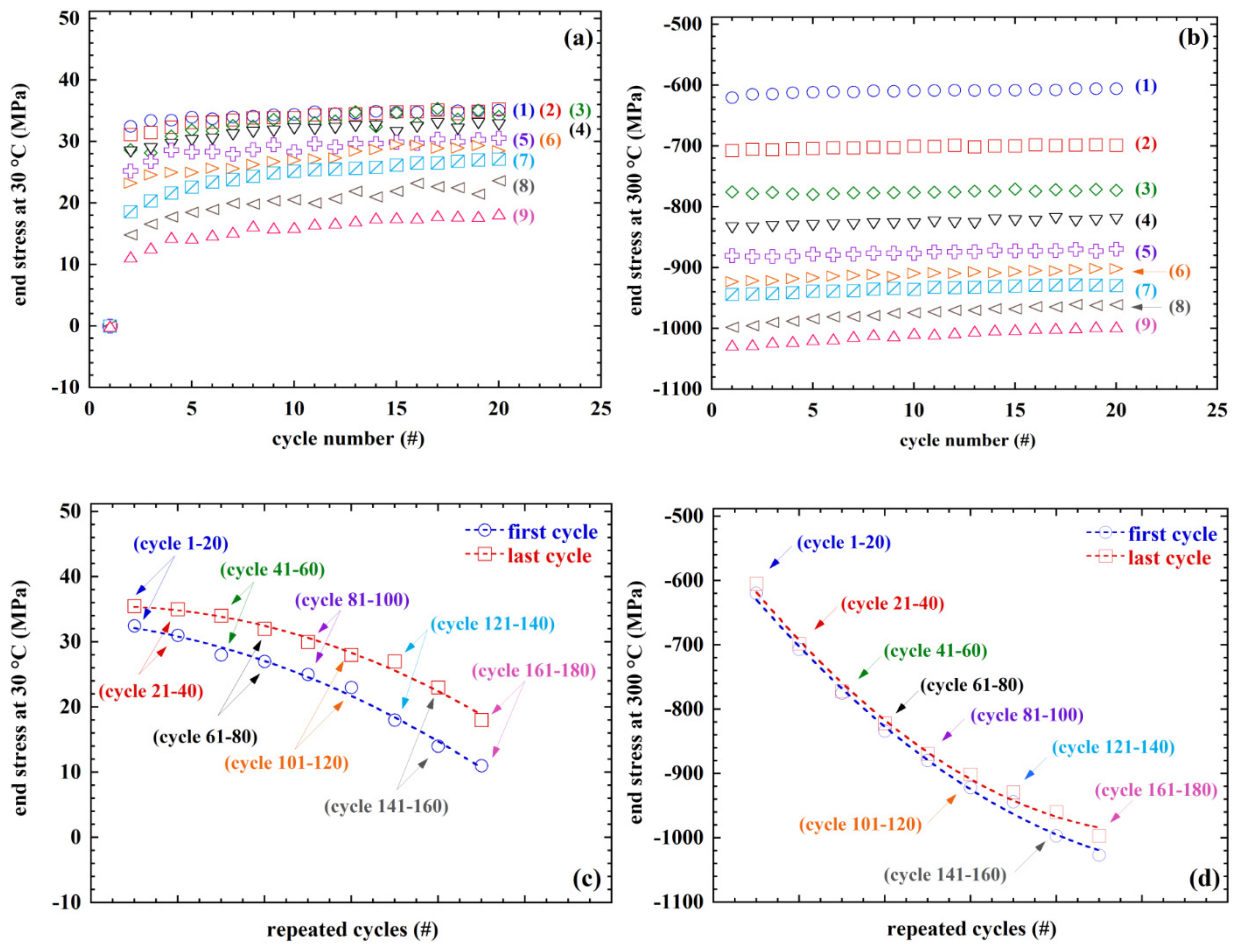 (a)
end stress at 30 °C (MPa)
50
40
30
20
10
0
-10
(1) (2) (3)
(4)
(5) (6)
(7)
(8)
(9)
0 5 10 15 20 25
cycle number (#)
(b)
end stress at 300 °C (MPa)
-500
-600
-700
-800
-900
-1000
-1100
(1)
(2)
(3)
(4)
(5)
(6)
(7)
(8)
(9)
0 5 10 15 20 25
cycle number (#)
end stress at 30 °C (MPa)
50
40
30
20
10
0
-10
first cycle
last cycle
(cycle 1-20)
(cycle 41-60)
(cycle 81-100)
(cycle 121-140)
(cycle 161-180)
(cycle 21-40)
(cycle 61-80)
(cycle 101-120)
(cycle 141-160)
(c)
repeated cycles (#)
end stress at 300 °C (MPa)
-500
-600
-700
-800
-900
-1000
-1100
first cycle
last cycle
(cycle 1-20)
(cycle 21-40)
(cycle 41-60)
(cycle 61-80)
(cycle 81-100)
(cycle 121-140)
(cycle 161-180)
(cycle 101-120)
(cycle 141-160)
(d)
repeated cycles (#)